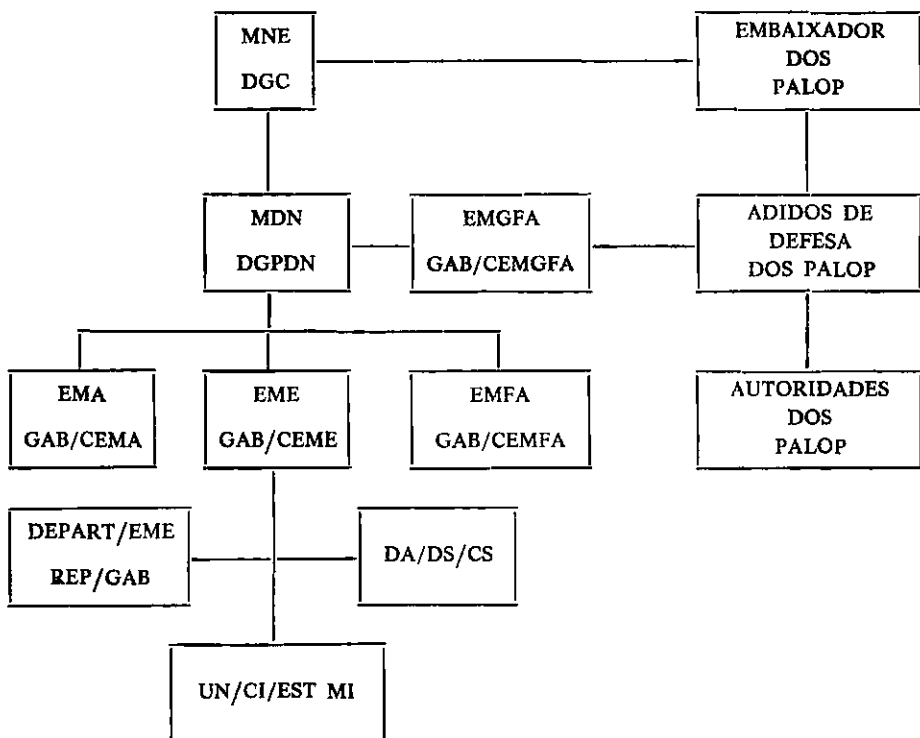 MNE
DGC
EMBAIXADOR
DOS
PALOP
MDN
DGPDN
EMGFA
GAB/CEMGFA
ADIDOS DE
DEFESA
DOS PALOP
EMA
GAB/CEMA
EME
GAB/CEME
EMFA
GAB/CEMFA
AUTORIDADES
DOS
PALOP
DEPART/EME
REP/GAB
DA/DS/CS
UN/CI/EST MI